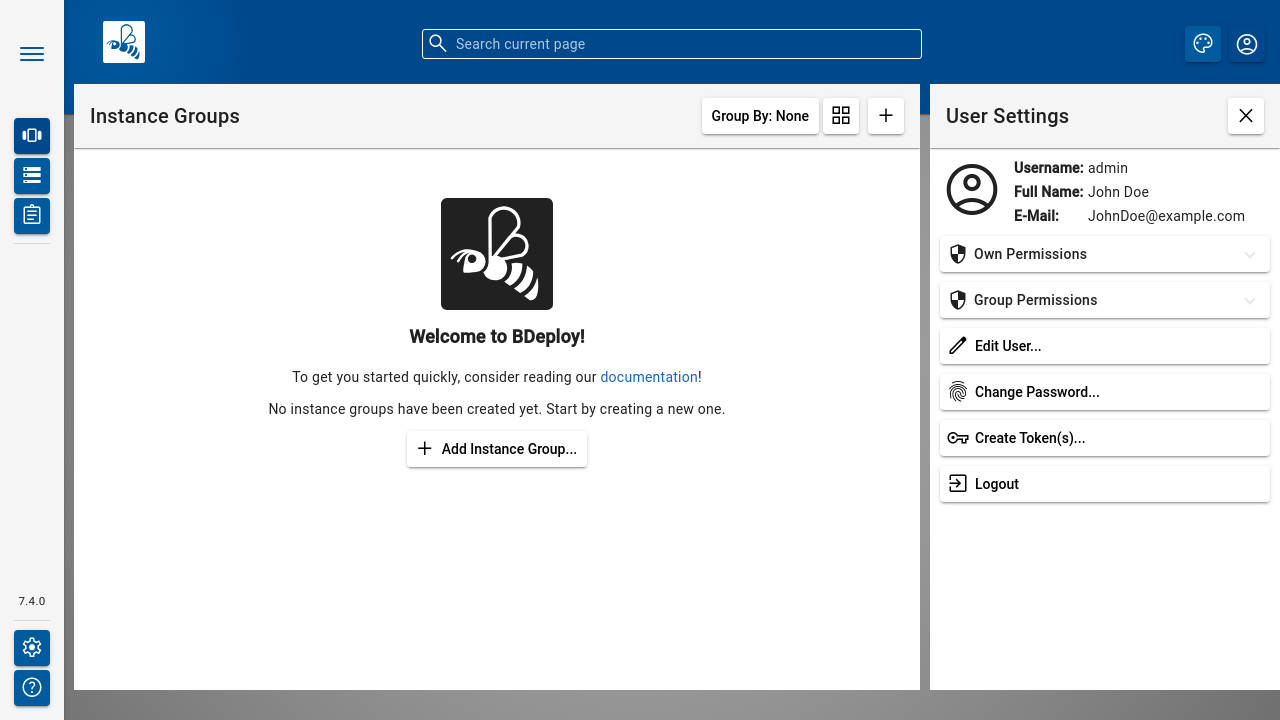 Search current page
Instance Groups
Group By: None
User Settings
Username: admin
Full Name: John Doe
E-Mail: JohnDoe@example.com
Own Permissions
Group Permissions
Edit User...
Change Password...
Create Token(s)...
Logout
Welcome to BDeploy!
To get you started quickly, consider reading our documentation!
No instance groups have been created yet. Start by creating a new one.
Add Instance Group...
7.4.0